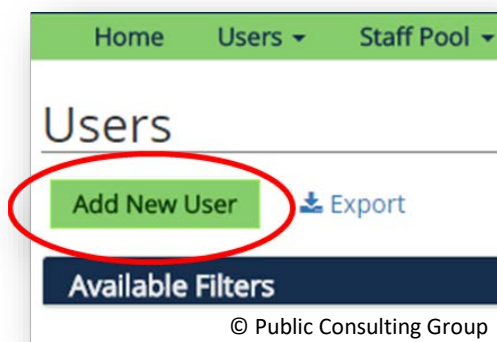 Home Users Staff Pool
Users
Add New User Export
Available Filters
© Public Consulting Group